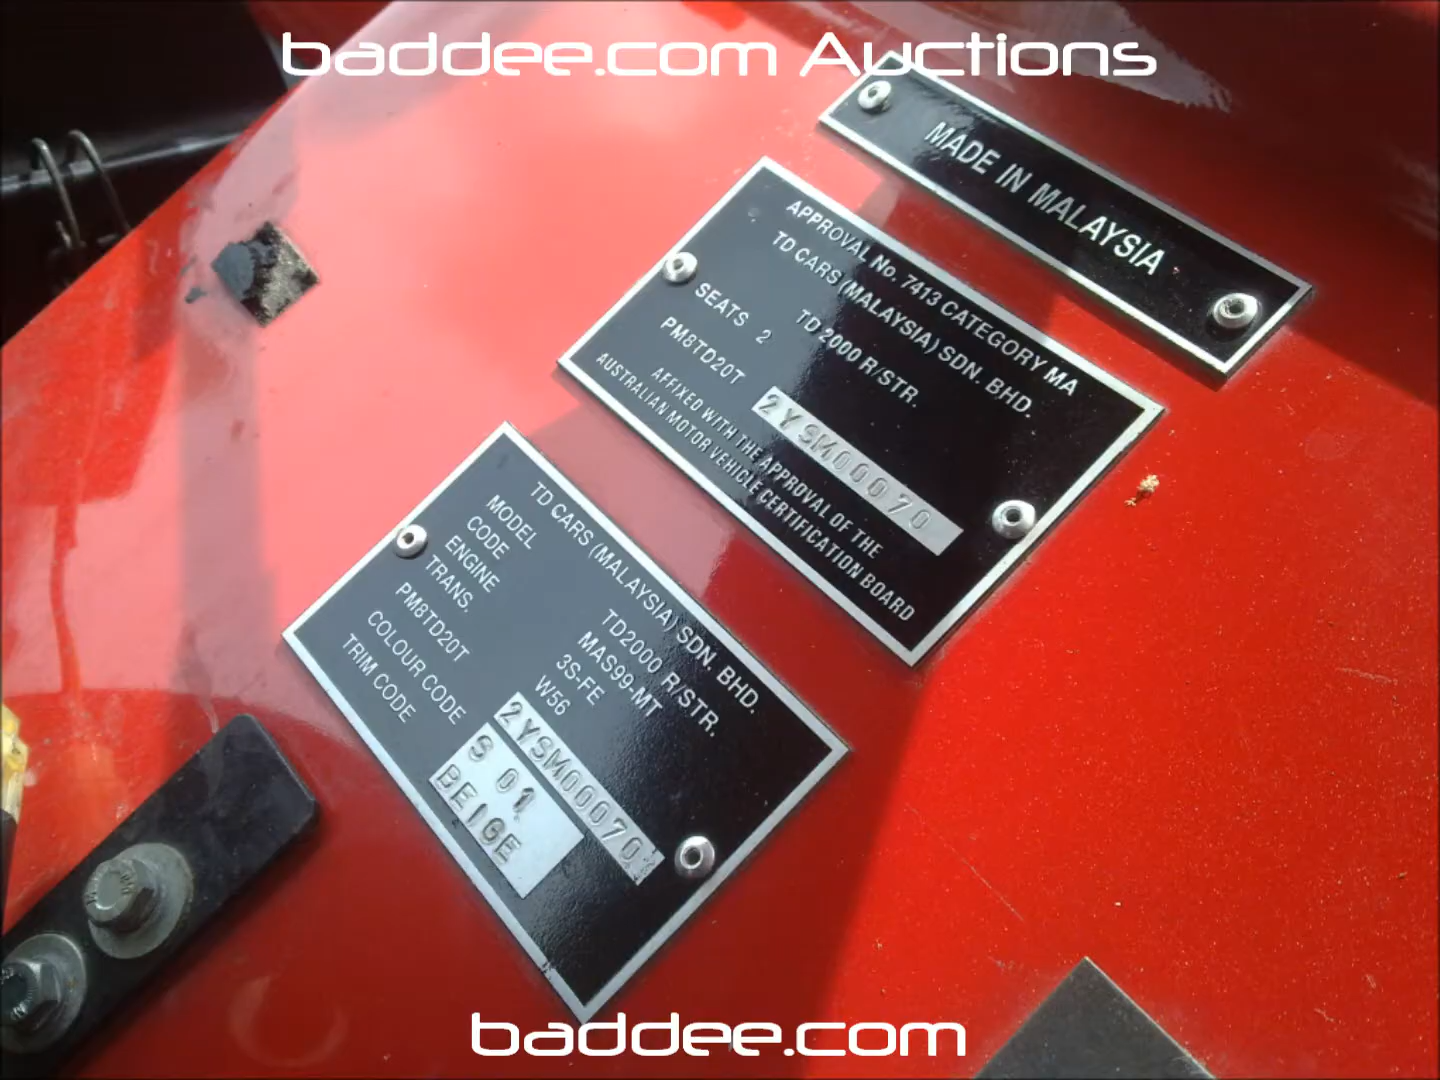 baddee.com Auctions
MADE IN MALAYSIA
APPROVAL No. 7413 CATEGORY MA
TD CARS (MALAYSIA) SDN. BHD.
TD 2000 R/STR.
SEATS 2
PM8TD20T 2YSM00070
AFFIXED WITH THE APPROVAL OF THE
AUSTRALIAN MOTOR VEHICLE CERTIFICATION BOARD
TD CARS (MALAYSIA) SDN. BHD.
MODEL TD2000 R/STR.
CODE MAS99-MT
ENGINE 3S-FE
TRANS. W56
PM8TD20T 2YSM00070
COLOUR CODE S 01
TRIM CODE BEIGE
baddee.com